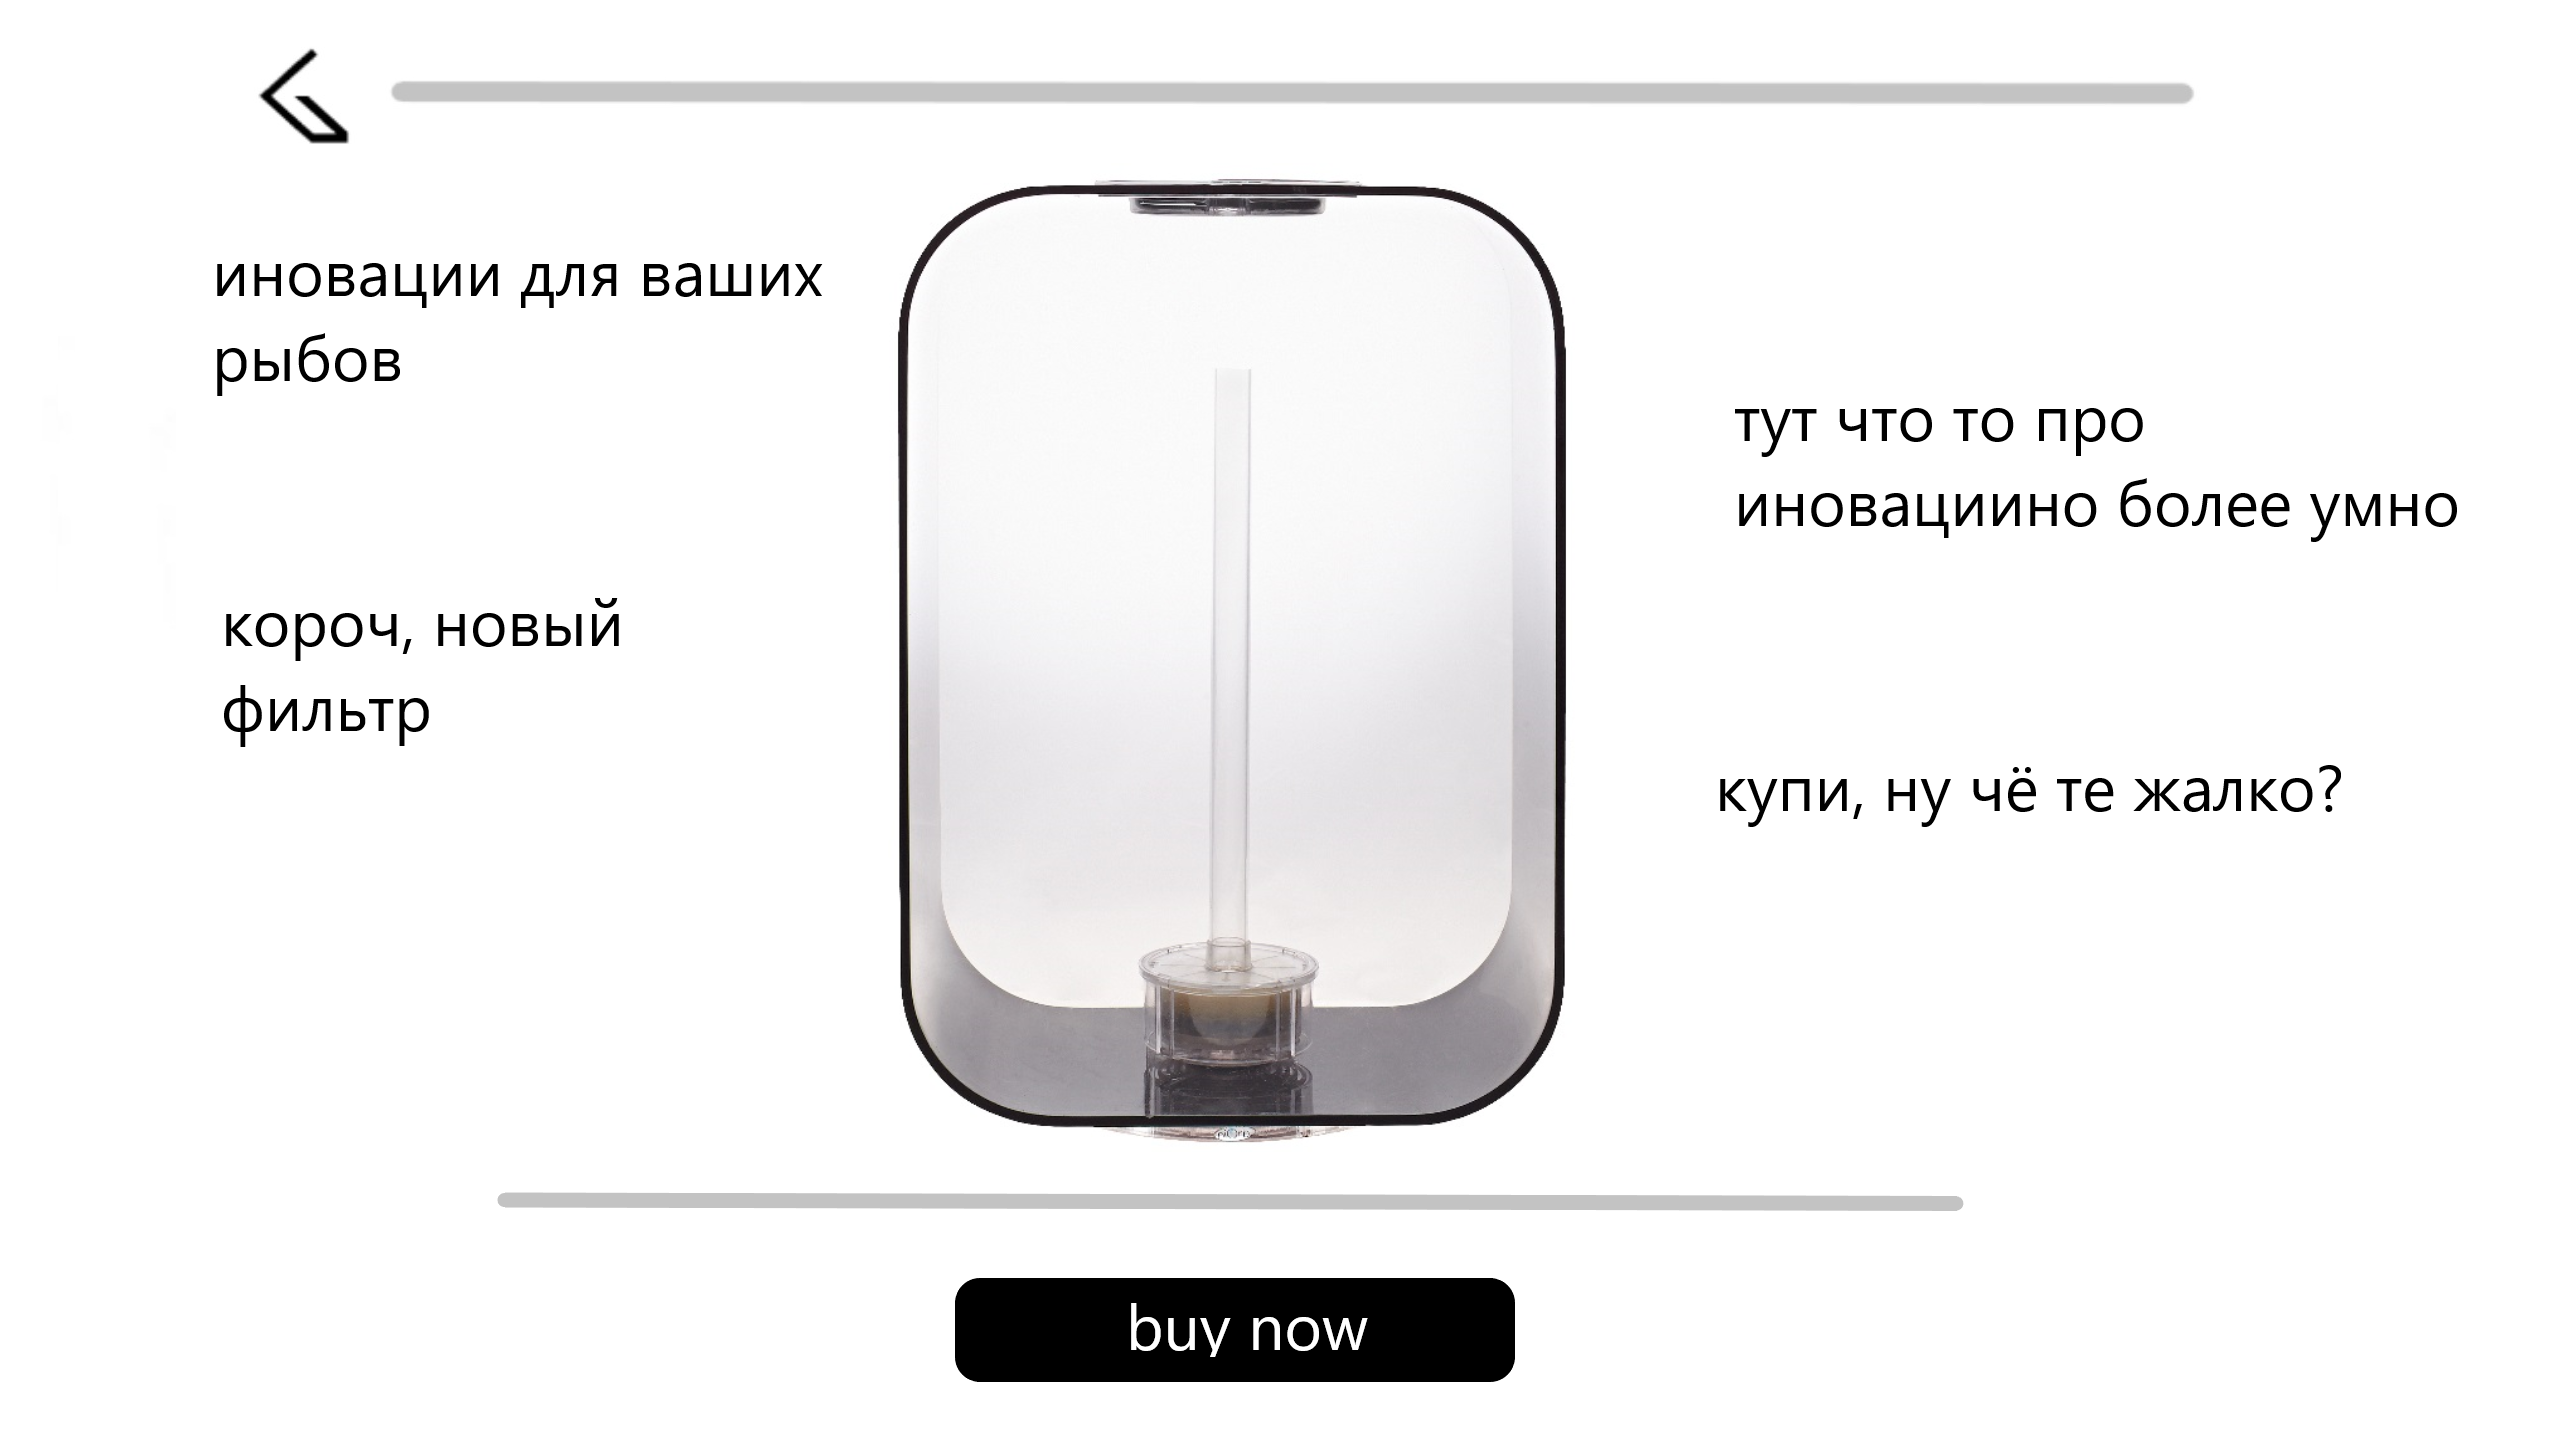 иновации для ваших
рыбов
короч, новый
фильтр
тут что то про
иновациино более умно
купи, ну чё те жалко?
buy now